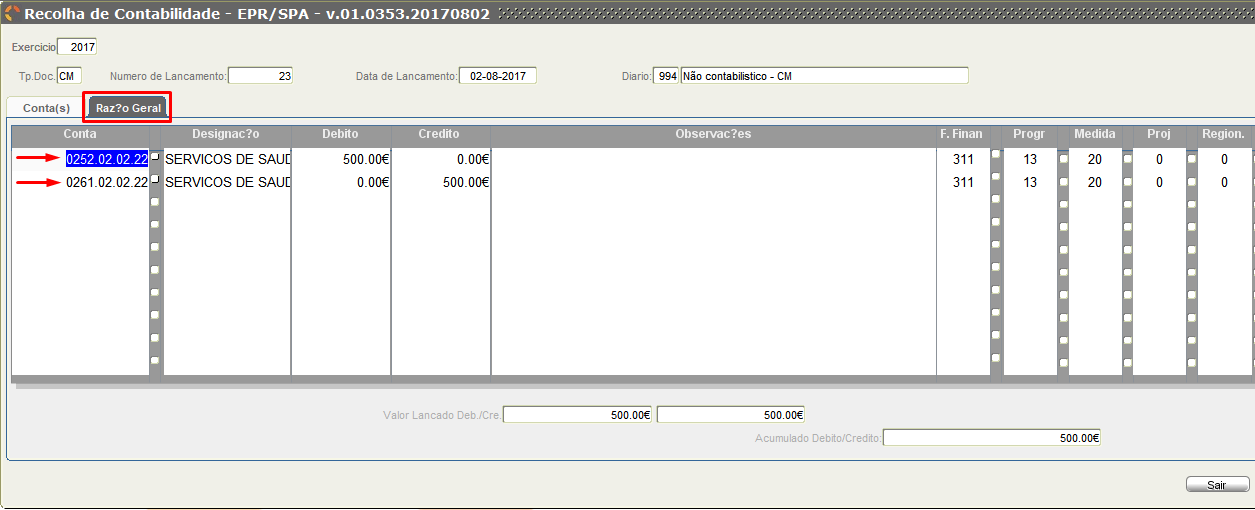 Recolha de Contabilidade - EPR/SPA - v.01.0353.20170802
Exercicio 2017
Tp.Doc. CM Numero de Lancamento: 23 Data de Lancamento: 02-08-2017 Diario: 994 Não contabilistico - CM
Conta(s) Raz?o Geral
Conta Designac?o Debito Credito Observac?es F. Finan Progr Medida Proj Region.
0252.02.02.22 SERVICOS DE SAUD 500.00€ 0.00€ 311 13 20 0 0
0261.02.02.22 SERVICOS DE SAUD 0.00€ 500.00€ 311 13 20 0 0
Valor Lancado Deb./Cre. 500.00€ 500.00€
Acumulado Debito/Credito: 500.00€
Sair